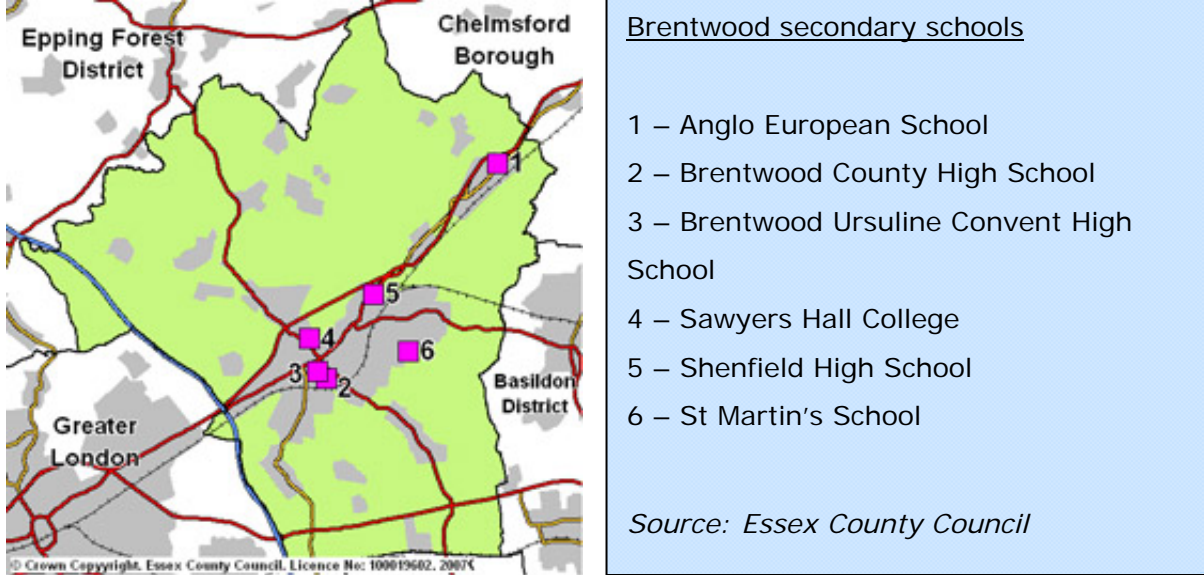 Epping Forest
District
Chelmsford
Borough
1
5
4
6
3
2
Basildon
District
Greater
London
© Crown Copyyright. Essex County Council. Licence No: 100019602. 2007€
Brentwood secondary schools
1 – Anglo European School
2 – Brentwood County High School
3 – Brentwood Ursuline Convent High
School
4 – Sawyers Hall College
5 – Shenfield High School
6 – St Martin's School
Source: Essex County Council